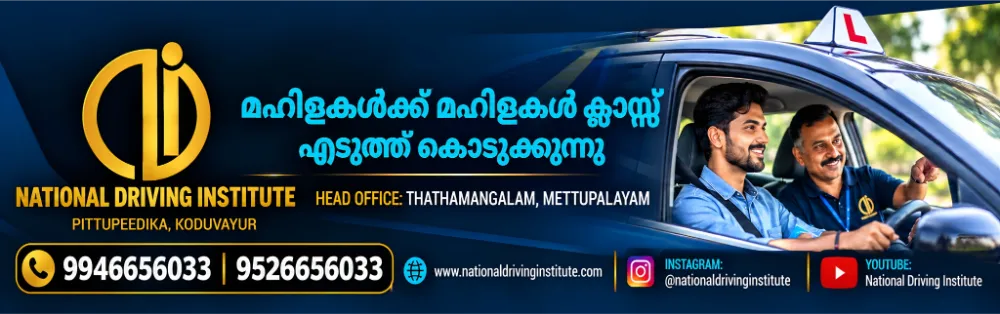 മഹിളകൾക്ക് മഹിളകൾ ക്ലാസ്സ്
എടുത്ത് കൊടുക്കുന്നു
NATIONAL DRIVING INSTITUTE
PITTUPEEDIKA, KODUVAYUR
HEAD OFFICE: THATHAMANGALAM, METTUPALAYAM
L
9946656033 | 9526656033
www.nationaldrivinginstitute.com
INSTAGRAM:
@nationaldrivinginstitute
YOUTUBE:
National Driving Institute